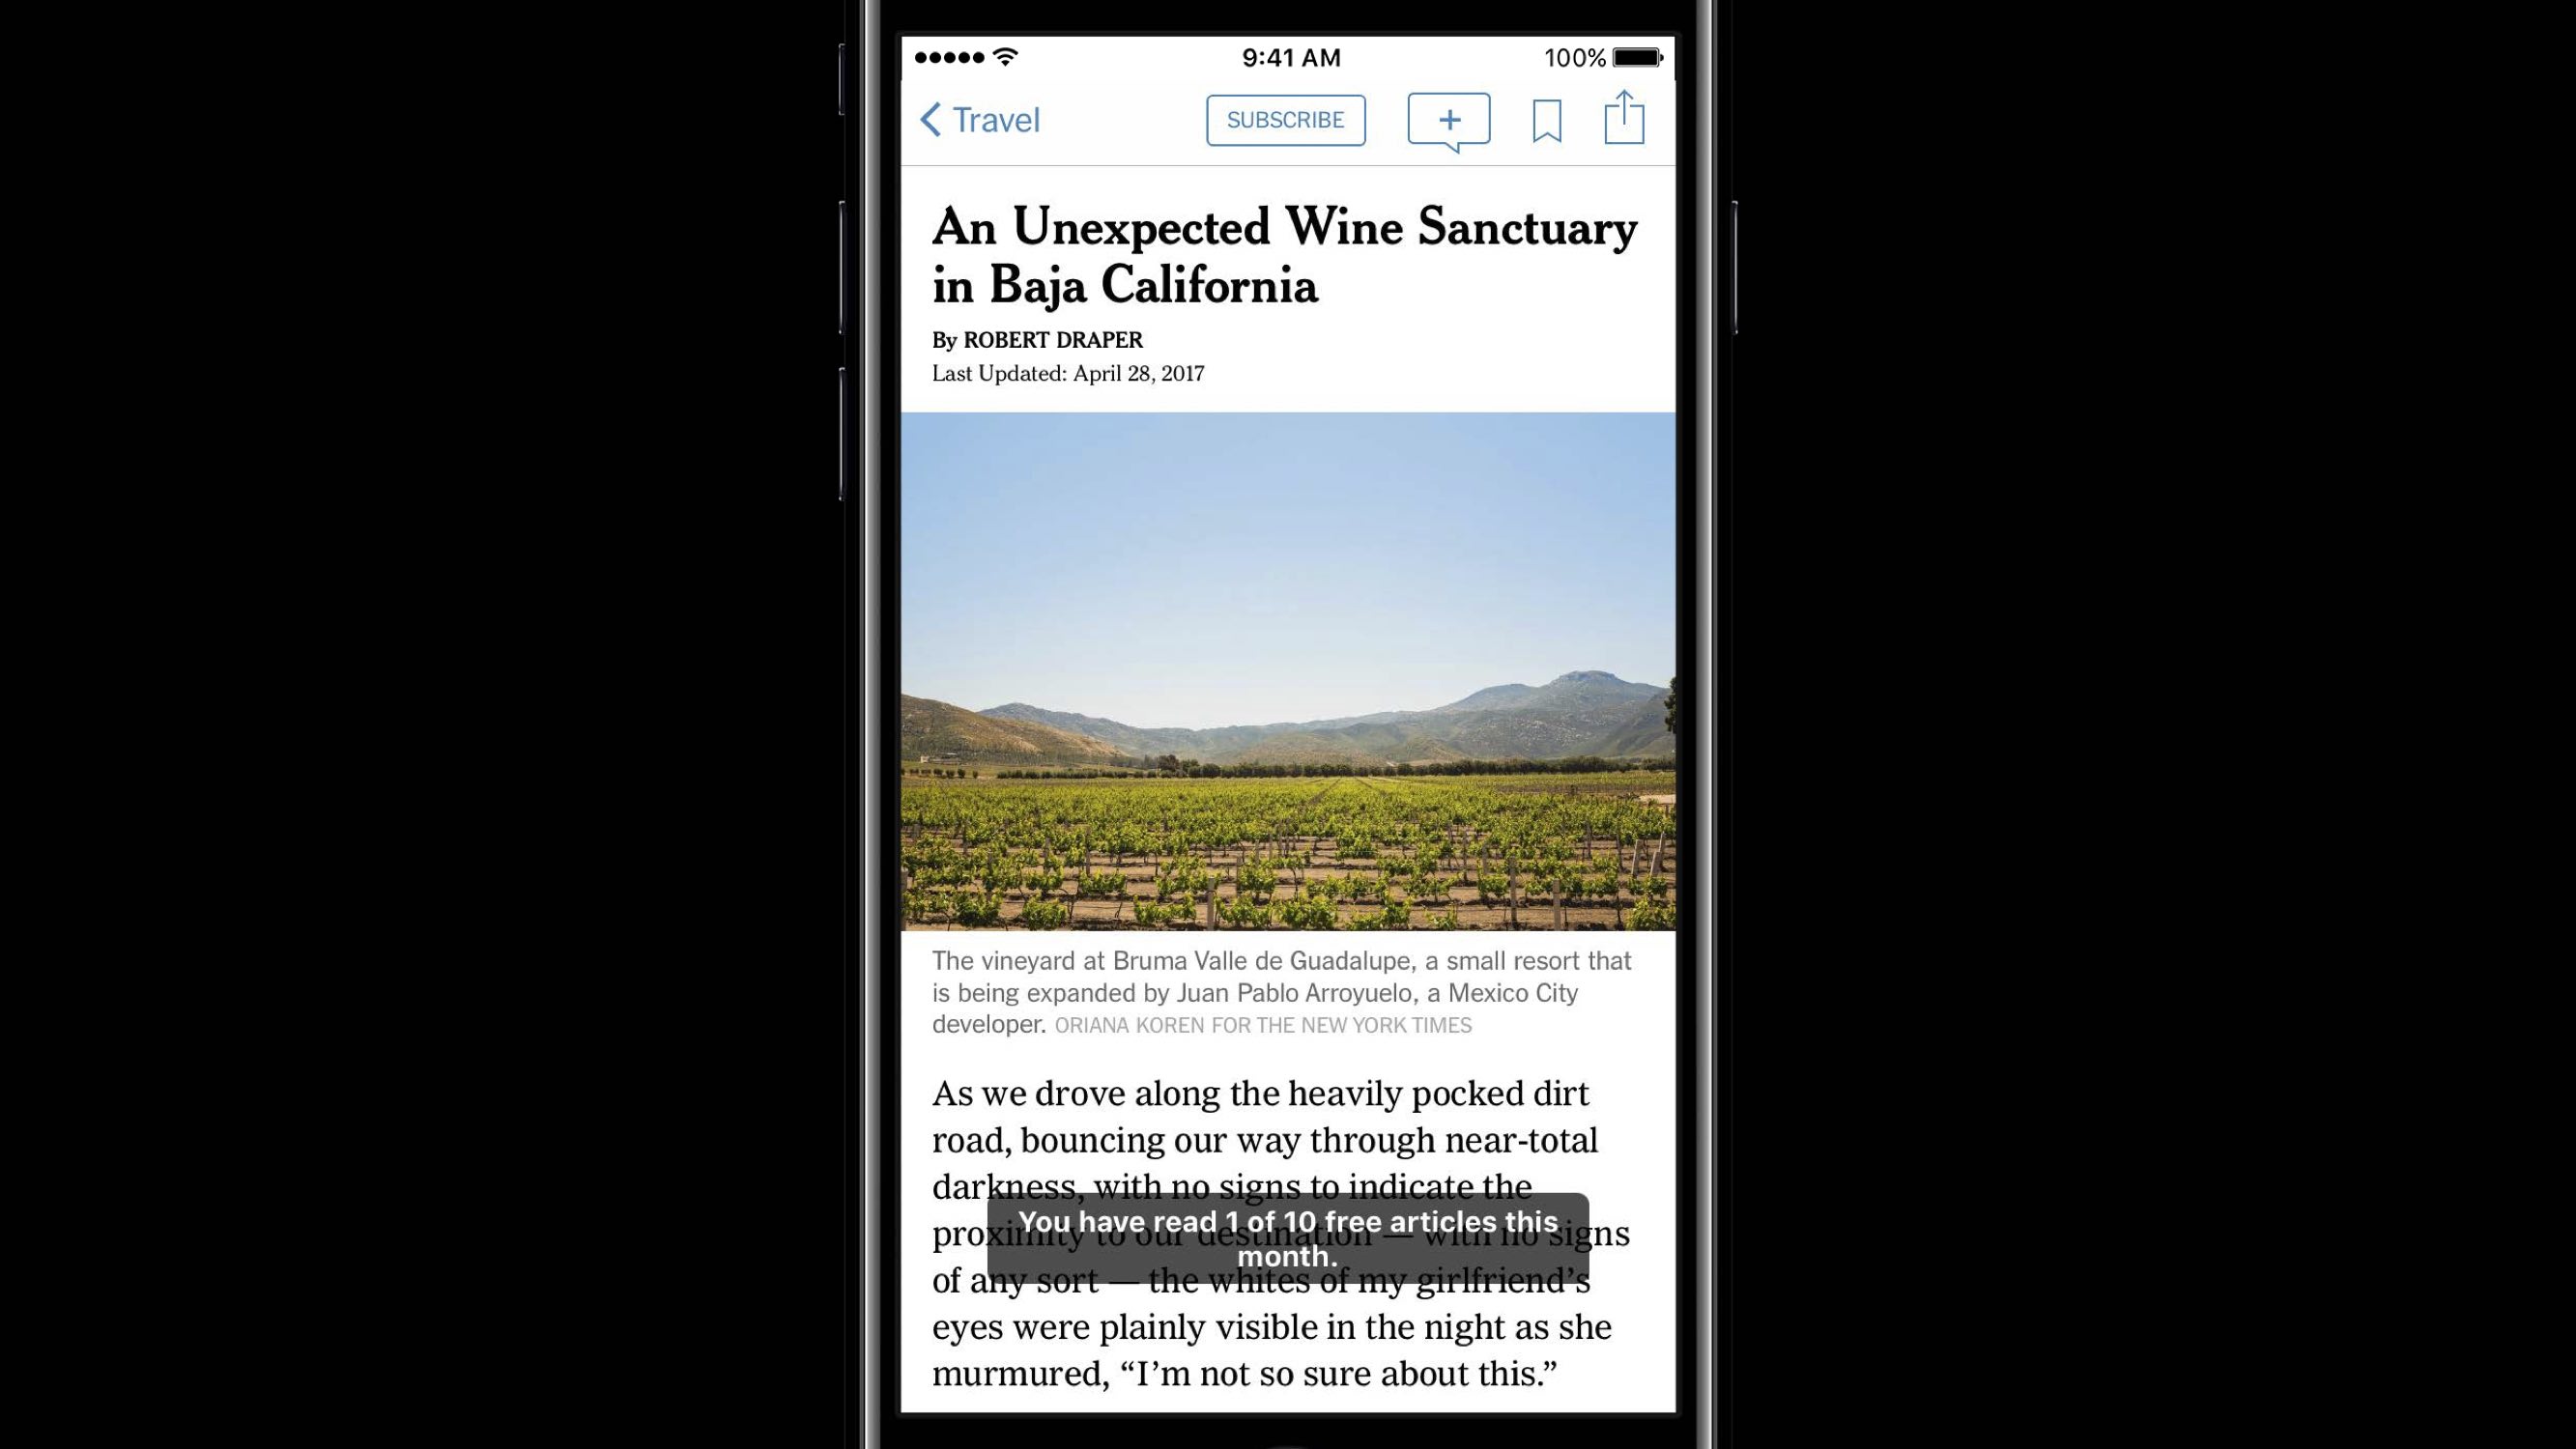 9:41 AM
100%
Travel
SUBSCRIBE
An Unexpected Wine Sanctuary
in Baja California
By ROBERT DRAPER
Last Updated: April 28, 2017
The vineyard at Bruma Valle de Guadalupe, a small resort that
is being expanded by Juan Pablo Arroyuelo, a Mexico City
developer. ORIANA KOREN FOR THE NEW YORK TIMES
As we drove along the heavily pocked dirt
road, bouncing our way through near-total
darkness, with no signs to indicate the
You have read 1 of 10 free articles this
proximity to our destination — with no signs
month.
of any sort — the whites of my girlfriend’s
eyes were plainly visible in the night as she
murmured, “I’m not so sure about this.”